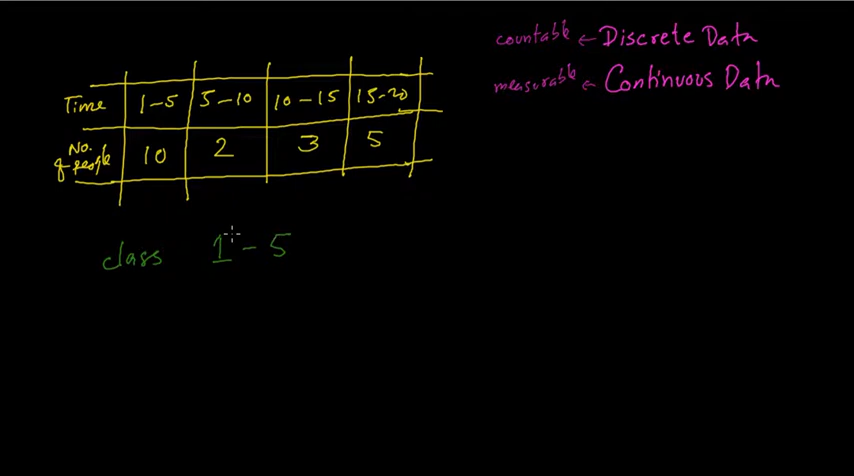 countable ← Discrete Data
measurable ← Continuous Data
Time 1-5 5-10 10-15 15-20
No. of people 10 2 3 5
class 1-5